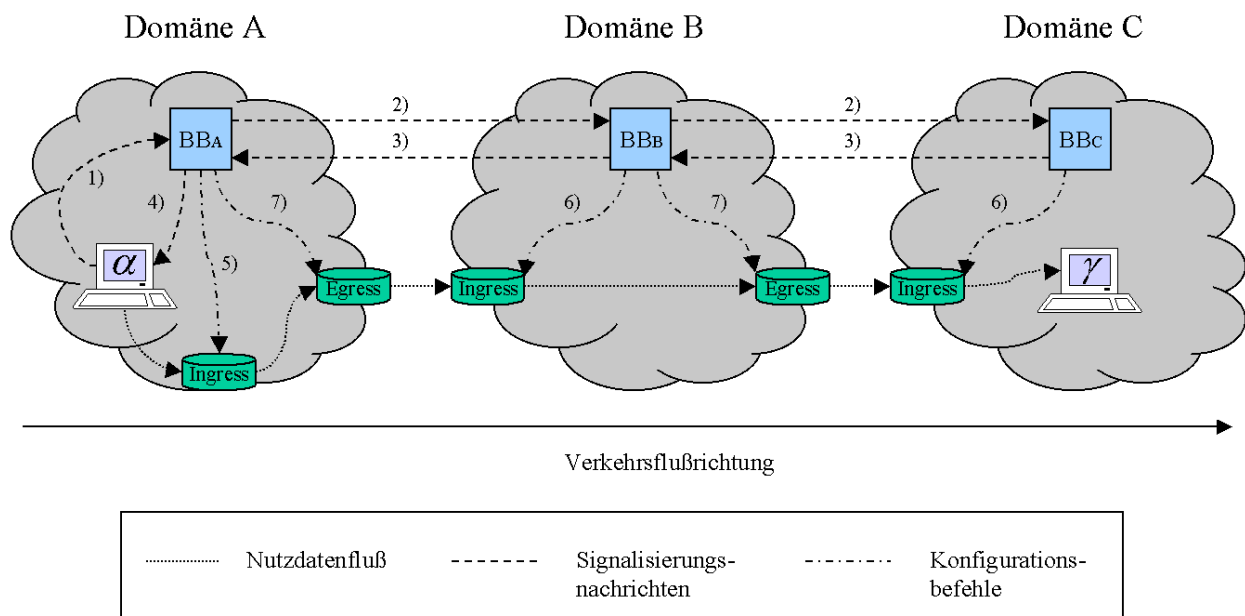 Domäne A
Domäne B
Domäne C
2)
2)
BBA
BBB
BBC
3)
3)
1)
4)
7)
6)
7)
6)
5)
α
γ
Egress
Ingress
Egress
Ingress
Ingress
Verkehrsflußrichtung
Nutzdatenfluß
Signalisierungs-
nachrichten
Konfigurations-
befehle